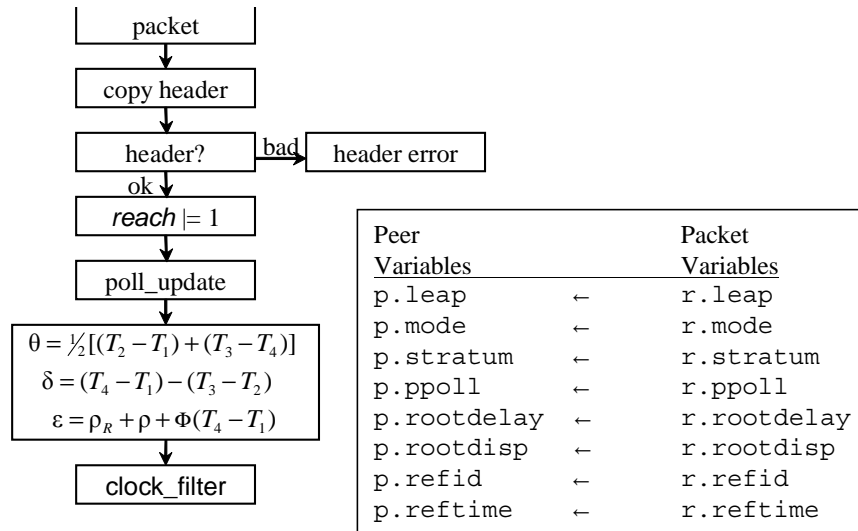 packet
copy header
header?
bad
header error
ok
reach |= 1
poll_update
θ = ½[(T₂ − T₁) + (T₃ − T₄)]
δ = (T₄ − T₁) − (T₃ − T₂)
ε = ρ_R + ρ + Φ(T₄ − T₁)
clock_filter
Peer Packet
Variables Variables
p.leap ← r.leap
p.mode ← r.mode
p.stratum ← r.stratum
p.ppoll ← r.ppoll
p.rootdelay ← r.rootdelay
p.rootdisp ← r.rootdisp
p.refid ← r.refid
p.reftime ← r.reftime